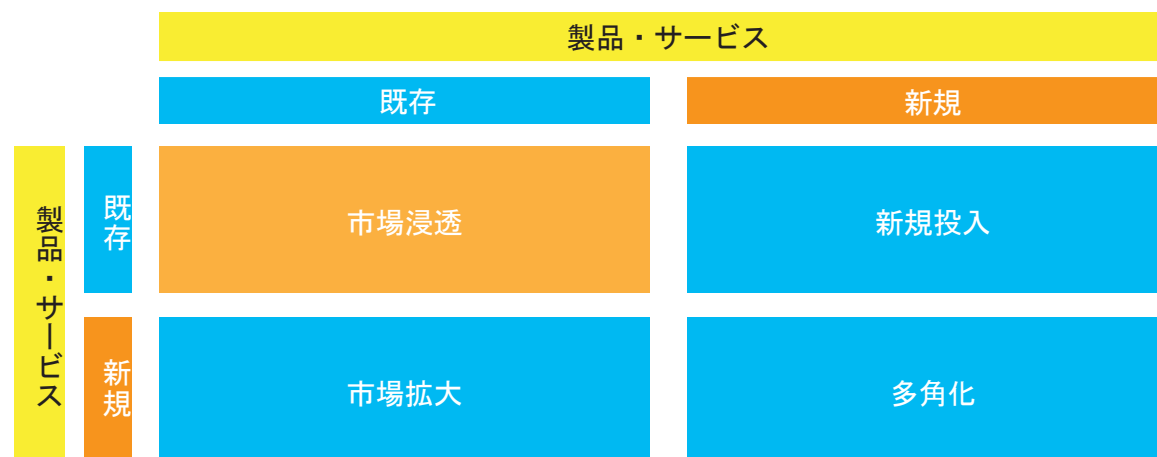 製品・サービス
既存
新規
製品・サービス
既存
市場浸透
新規投入
新規
市場拡大
多角化